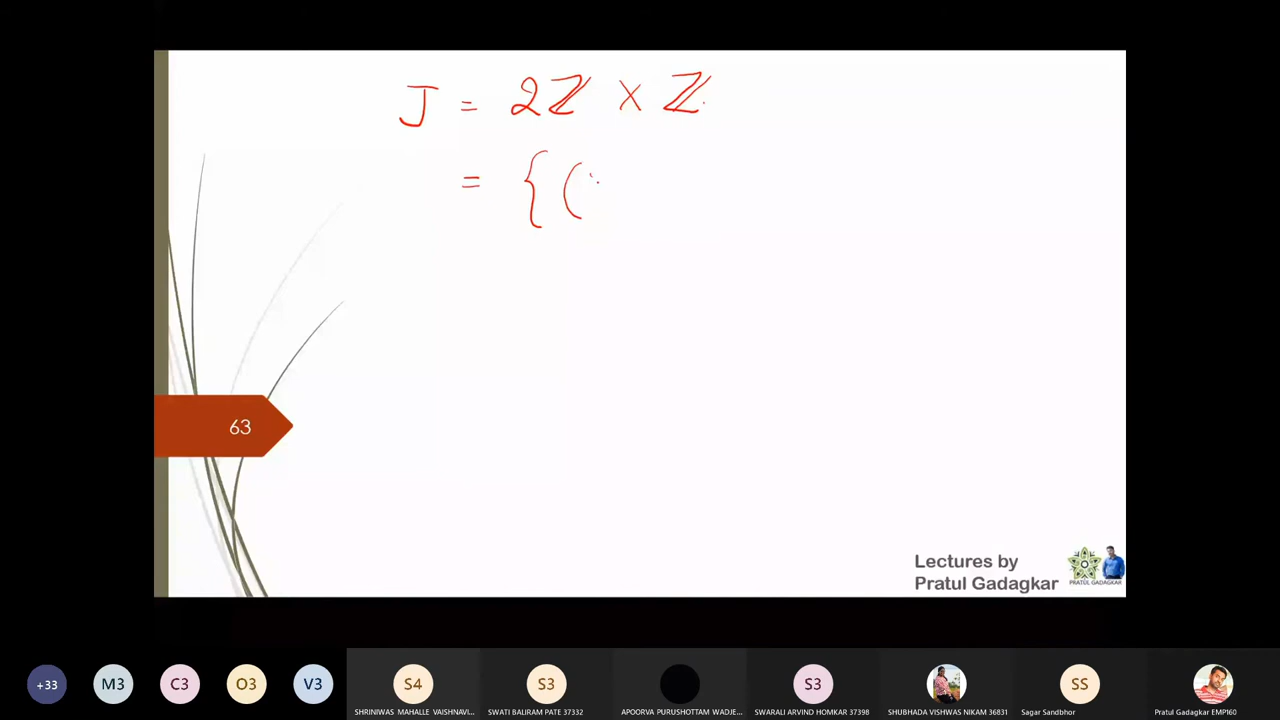 J = 2ℤ × ℤ
= { (
63
Lectures by
Pratul Gadagkar
PRATUL GADAGKAR
+33
M3
C3
O3
V3
S4
SHRINIWAS MAHALLE VAISHNAVI...
S3
SWATI BALIRAM PATE 37332
APOORVA PURUSHOTTAM WADJE...
S3
SWARALI ARVIND HOMKAR 37398
SHUBHADA VISHWAS NIKAM 36831
SS
Sagar Sandbhor
Pratul Gadagkar EMP160